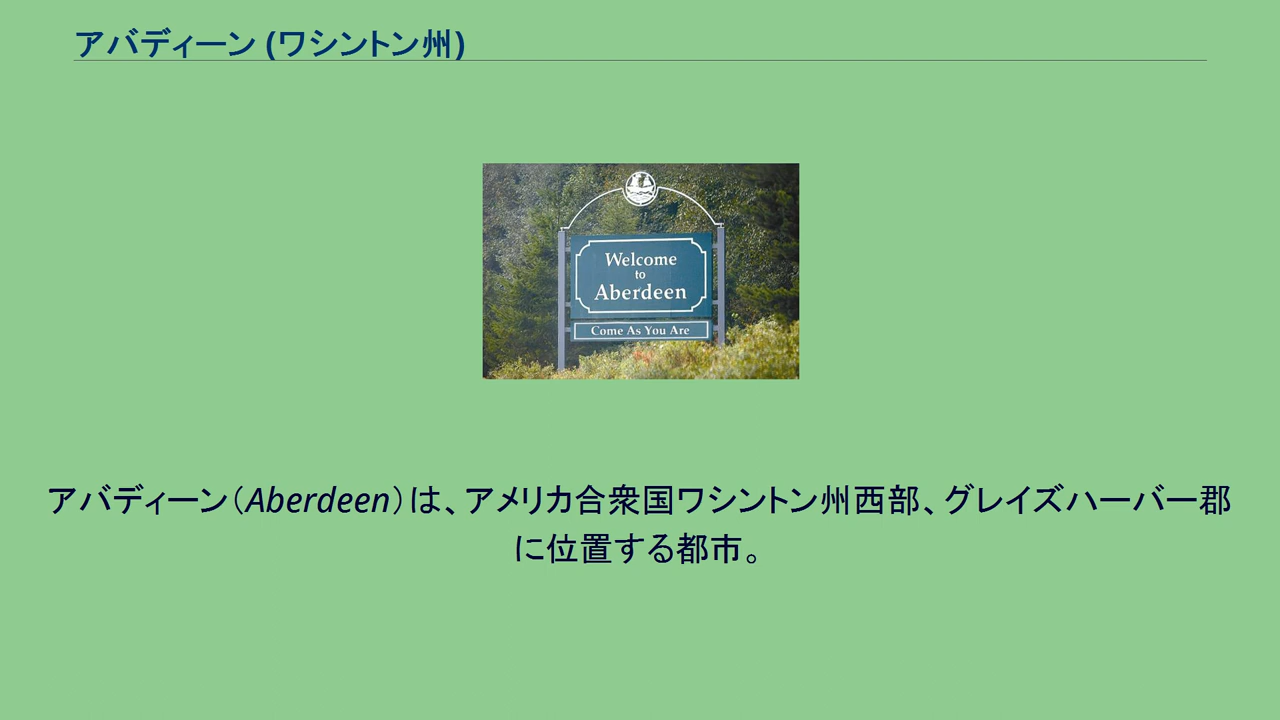 アバディーン (ワシントン州)
Welcome
to
Aberdeen
Come As You Are
アバディーン（Aberdeen）は、アメリカ合衆国ワシントン州西部、グレイズハーバー郡
に位置する都市。